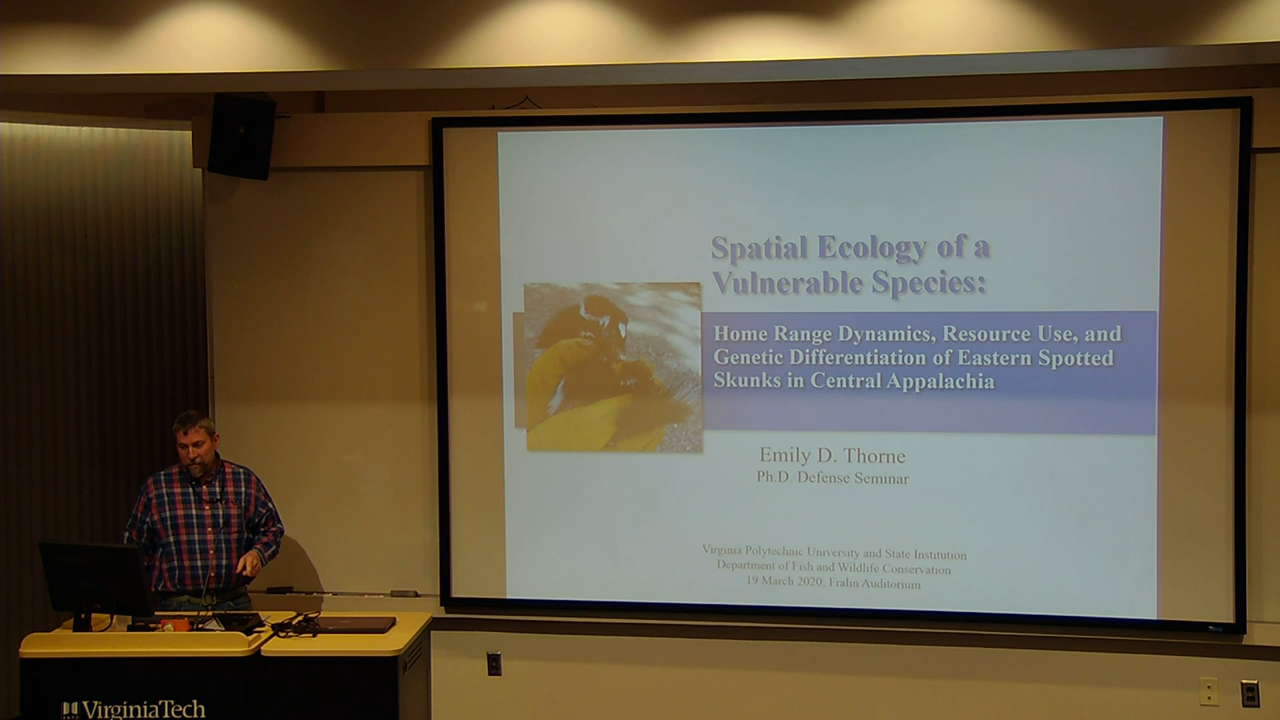 Spatial Ecology of a
Vulnerable Species:
Home Range Dynamics, Resource Use, and
Genetic Differentiation of Eastern Spotted
Skunks in Central Appalachia
Emily D. Thorne
Ph.D. Defense Seminar
Virginia Polytechnic University and State Institution
Department of Fish and Wildlife Conservation
19 March 2020, Fralin Auditorium
VirginiaTech